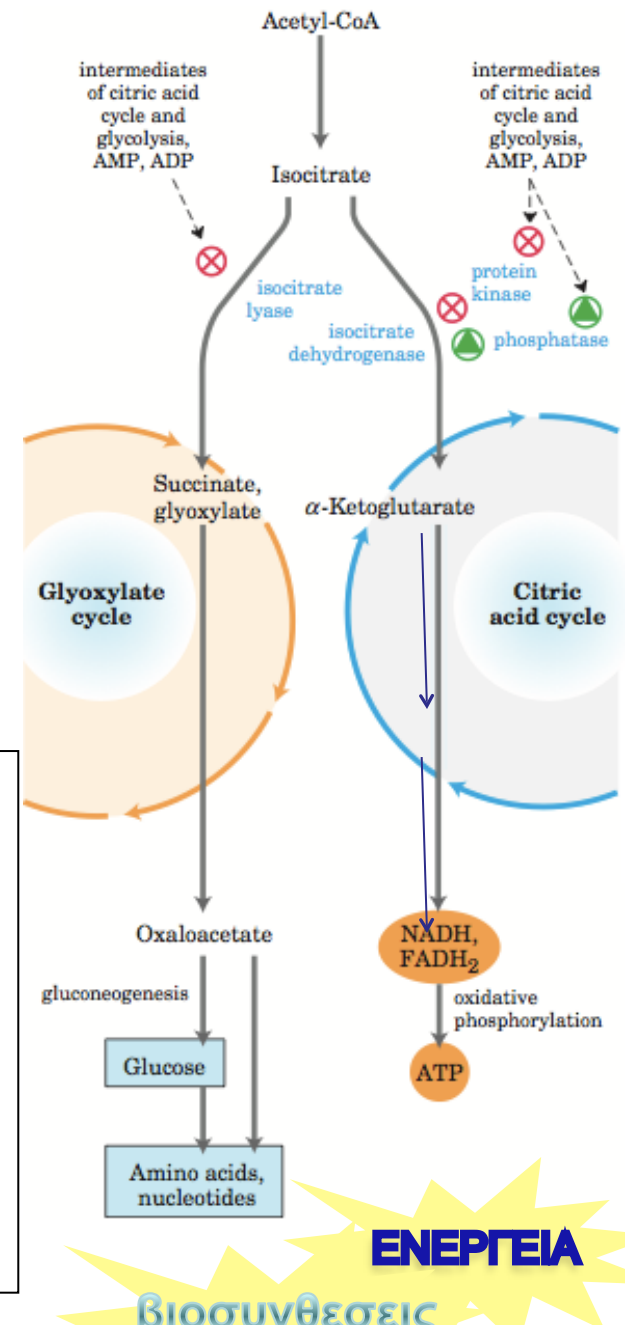 Acetyl-CoA
intermediates
of citric acid
cycle and
glycolysis,
AMP, ADP
intermediates
of citric acid
cycle and
glycolysis,
AMP, ADP
Isocitrate
isocitrate
lyase
protein
kinase
isocitrate
dehydrogenase
phosphatase
Succinate,
glyoxylate
α-Ketoglutarate
Glyoxylate
cycle
Citric
acid cycle
Oxaloacetate
NADH,
FADH₂
gluconeogenesis
oxidative
phosphorylation
Glucose
ATP
Amino acids,
nucleotides
ΕΝΕΡΓΕΙΑ
βιοσυνθεσεις